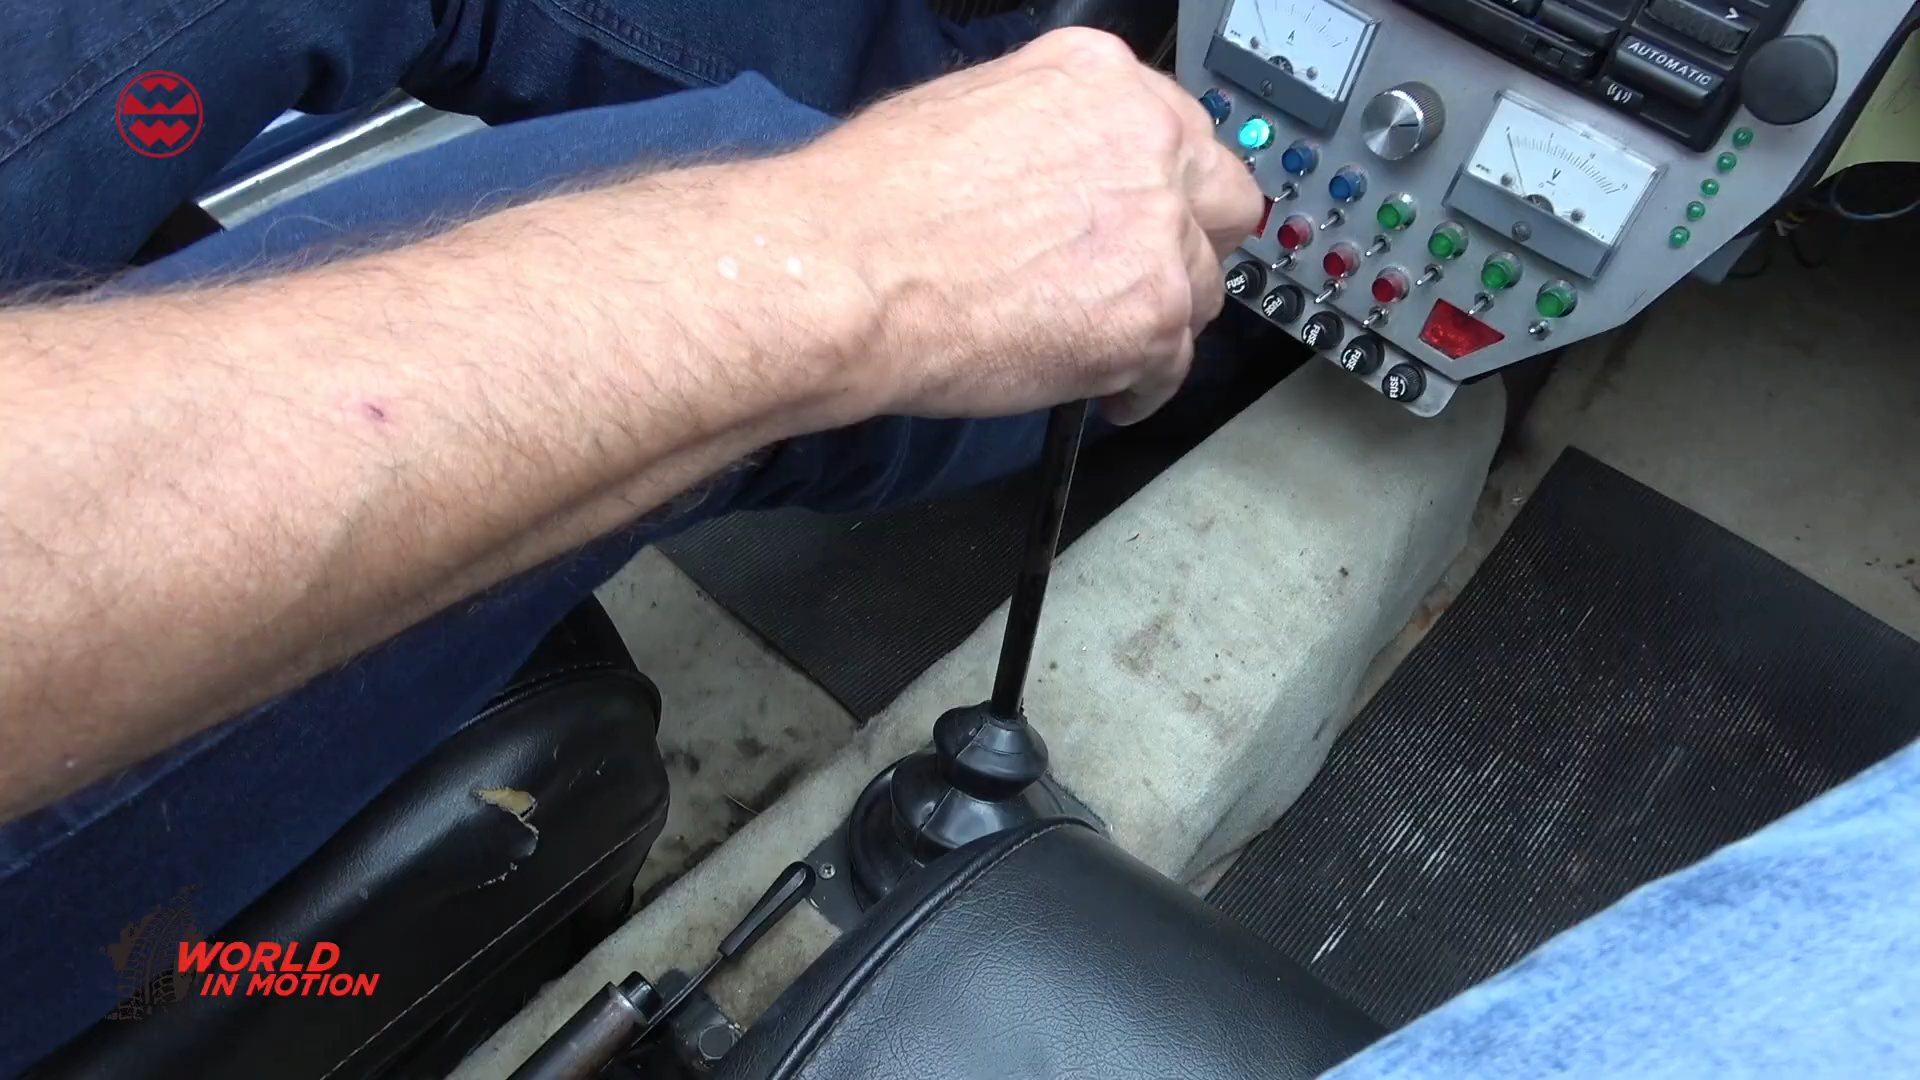 AUTOMATIC
A
V
FUSE
FUSE
FUSE
FUSE
FUSE
WORLD
IN MOTION